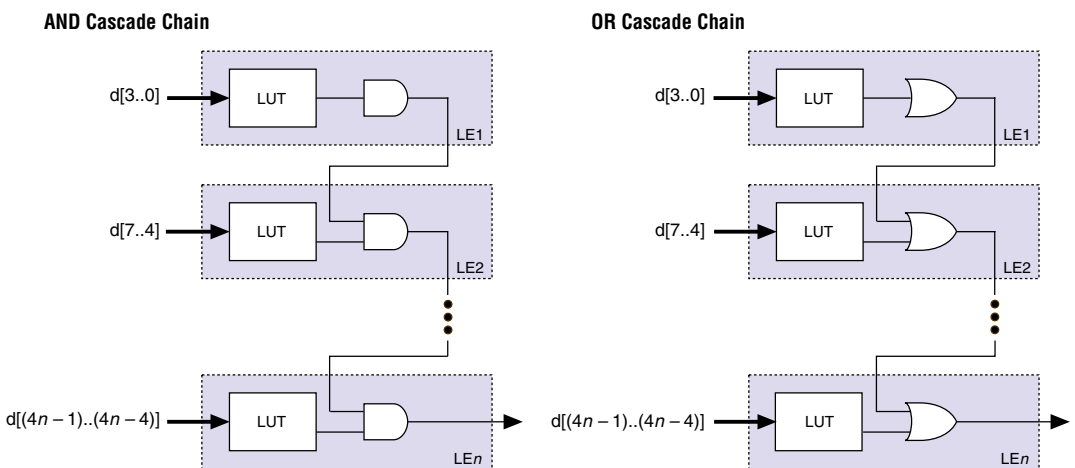 AND Cascade Chain
d[3..0]
LUT
LE1
d[7..4]
LUT
LE2
d[(4n – 1)..(4n – 4)]
LUT
LEn
OR Cascade Chain
d[3..0]
LUT
LE1
d[7..4]
LUT
LE2
d[(4n – 1)..(4n – 4)]
LUT
LEn